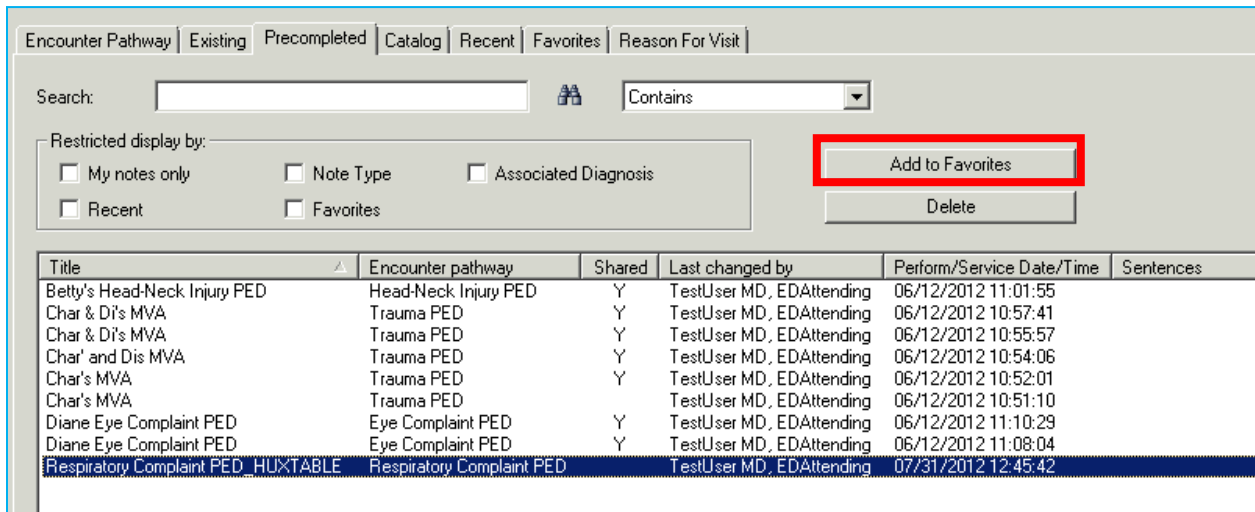 Encounter Pathway Existing Precompleted Catalog Recent Favorites Reason For Visit
Search: Contains
Restricted display by:
My notes only Note Type Associated Diagnosis
Recent Favorites
Add to Favorites
Delete
Title Encounter pathway Shared Last changed by Perform/Service Date/Time Sentences
Betty's Head-Neck Injury PED Head-Neck Injury PED Y TestUser MD, EDAttending 06/12/2012 11:01:55
Char & Di's MVA Trauma PED Y TestUser MD, EDAttending 06/12/2012 10:57:41
Char & Di's MVA Trauma PED Y TestUser MD, EDAttending 06/12/2012 10:55:57
Char' and Dis MVA Trauma PED Y TestUser MD, EDAttending 06/12/2012 10:54:06
Char's MVA Trauma PED Y TestUser MD, EDAttending 06/12/2012 10:52:01
Char's MVA Trauma PED TestUser MD, EDAttending 06/12/2012 10:51:10
Diane Eye Complaint PED Eye Complaint PED Y TestUser MD, EDAttending 06/12/2012 11:10:29
Diane Eye Complaint PED Eye Complaint PED Y TestUser MD, EDAttending 06/12/2012 11:08:04
Respiratory Complaint PED_HUXTABLE Respiratory Complaint PED TestUser MD, EDAttending 07/31/2012 12:45:42